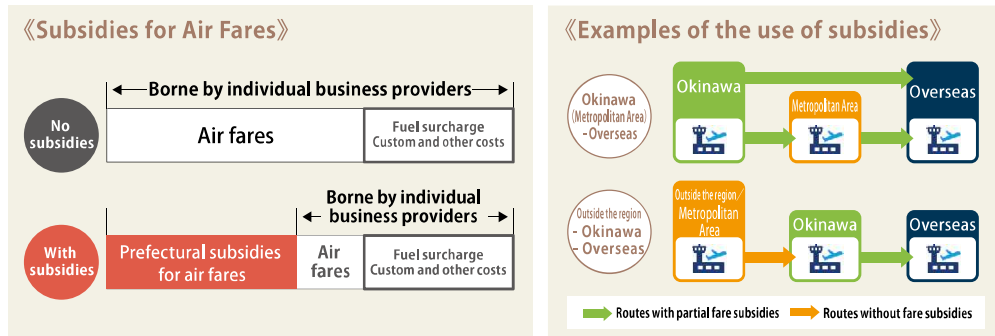 《Subsidies for Air Fares》
Borne by individual business providers
No
subsidies
Air fares
Fuel surcharge
Custom and other costs
Borne by individual
business providers
With
subsidies
Prefectural subsidies
for air fares
Air
fares
Fuel surcharge
Custom and other costs
《Examples of the use of subsidies》
Okinawa
(Metropolitan Area)
-Overseas
Okinawa
Metropolitan Area
Overseas
Outside the region
- Okinawa
- Overseas
Outside the region/
Metropolitan
Area
Okinawa
Overseas
Routes with partial fare subsidies
Routes without fare subsidies